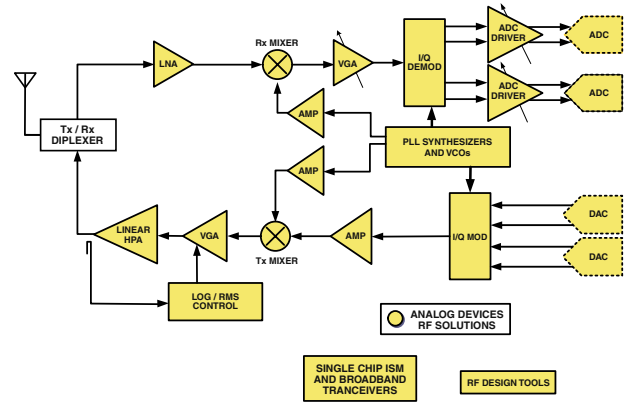 Rx MIXER
LNA
VGA
I/Q
DEMOD
ADC
DRIVER
ADC
ADC
DRIVER
ADC
AMP
Tx / Rx
DIPLEXER
PLL SYNTHESIZERS
AND VCOs
AMP
LINEAR
HPA
VGA
Tx MIXER
AMP
I/Q MOD
DAC
DAC
LOG / RMS
CONTROL
ANALOG DEVICES
RF SOLUTIONS
SINGLE CHIP ISM
AND BROADBAND
TRANCEIVERS
RF DESIGN TOOLS